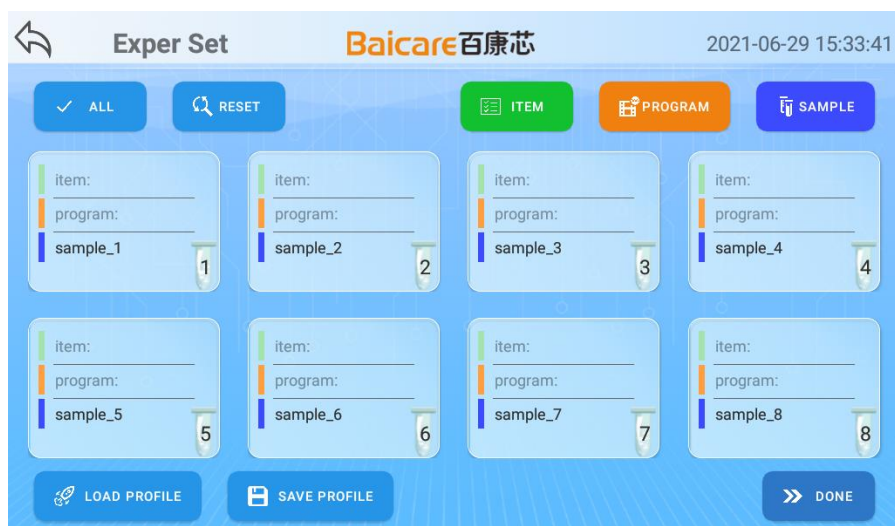 Exper Set Baicare百康芯 2021-06-29 15:33:41
ALL RESET ITEM PROGRAM SAMPLE
item: item: item: item:
program: program: program: program:
sample_1 sample_2 sample_3 sample_4
1 2 3 4
item: item: item: item:
program: program: program: program:
sample_5 sample_6 sample_7 sample_8
5 6 7 8
LOAD PROFILE SAVE PROFILE DONE